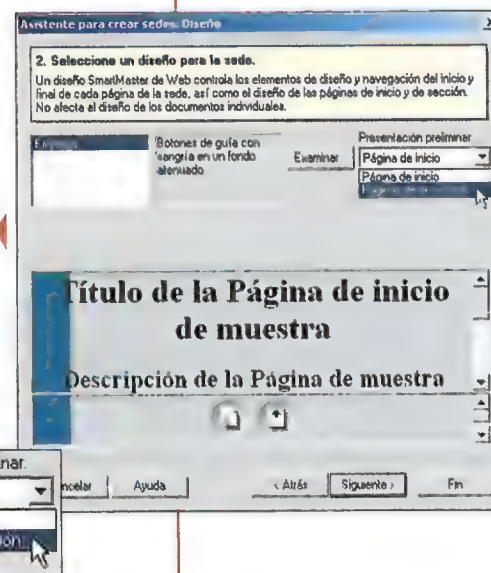 Asistente para crear sedes: Diseño
2. Seleccione un diseño para la sede.
Un diseño SmartMaster de Web controla los elementos de diseño y navegación del inicio y
final de cada página de la sede, así como el diseño de las páginas de inicio y de sección.
No afecta al diseño de los documentos individuales.
Botones de guía con
sangría en un fondo
atenuado
Examinar
Presentación preliminar
Página de inicio
Página de inicio
Título de la Página de inicio
de muestra
Descripción de la Página de muestra
ncelar
Ayuda
< Atrás
Siguiente >
Fin
nar.
ón